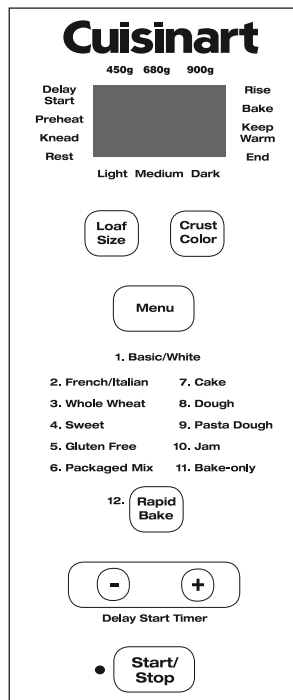 Cuisinart
450g 680g 900g
Delay
Start
Preheat
Knead
Rest
Rise
Bake
Keep
Warm
End
Light Medium Dark
Loaf
Size
Crust
Color
Menu
1. Basic/White
2. French/Italian
3. Whole Wheat
4. Sweet
5. Gluten Free
6. Packaged Mix
7. Cake
8. Dough
9. Pasta Dough
10. Jam
11. Bake-only
12. Rapid
Bake
- +
Delay Start Timer
Start/
Stop